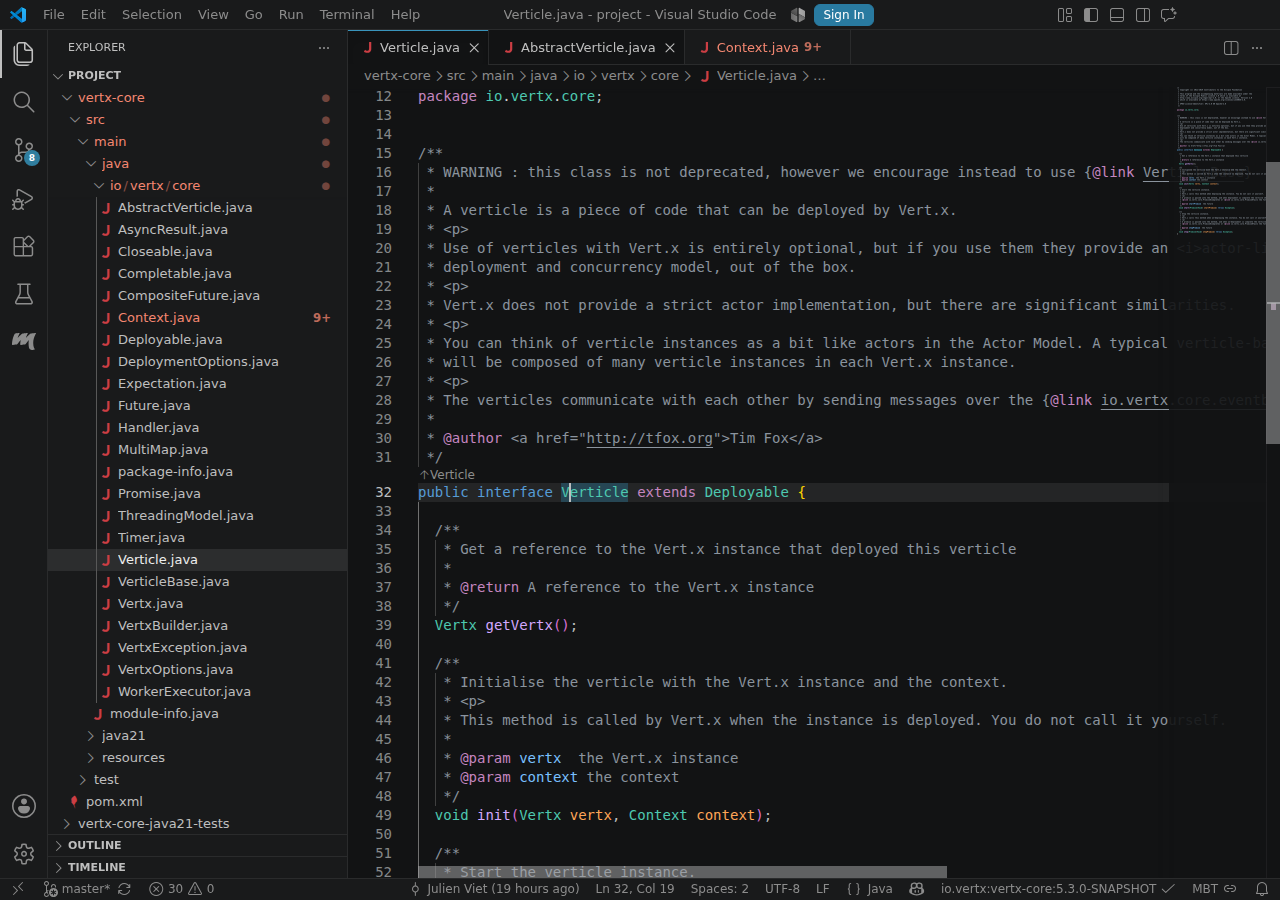 File Edit Selection View Go Run Terminal Help Verticle.java - project - Visual Studio Code Sign In
EXPLORER
PROJECT
vertx-core
src
main
java
io/vertx/core
AbstractVerticle.java
AsyncResult.java
Closeable.java
Completable.java
CompositeFuture.java
Context.java 9+
Deployable.java
DeploymentOptions.java
Expectation.java
Future.java
Handler.java
MultiMap.java
package-info.java
Promise.java
ThreadingModel.java
Timer.java
Verticle.java
VerticleBase.java
Vertx.java
VertxBuilder.java
VertxException.java
VertxOptions.java
WorkerExecutor.java
module-info.java
java21
resources
test
pom.xml
vertx-core-java21-tests
OUTLINE
TIMELINE
8
Verticle.java AbstractVerticle.java Context.java 9+
vertx-core > src > main > java > io > vertx > core > Verticle.java > ...
12 package io.vertx.core;
13
14
15 /**
16 * WARNING : this class is not deprecated, however we encourage instead to use {@link Vert
17 *
18 * A verticle is a piece of code that can be deployed by Vert.x.
19 * <p>
20 * Use of verticles with Vert.x is entirely optional, but if you use them they provide an <i>actor-li
21 * deployment and concurrency model, out of the box.
22 * <p>
23 * Vert.x does not provide a strict actor implementation, but there are significant similarities.
24 * <p>
25 * You can think of verticle instances as a bit like actors in the Actor Model. A typical verticle-ba
26 * will be composed of many verticle instances in each Vert.x instance.
27 * <p>
28 * The verticles communicate with each other by sending messages over the {@link io.vertx.core.eventb
29 *
30 * @author <a href="http://tfox.org">Tim Fox</a>
31 */
↑Verticle
32 public interface Verticle extends Deployable {
33
34 /**
35 * Get a reference to the Vert.x instance that deployed this verticle
36 *
37 * @return A reference to the Vert.x instance
38 */
39 Vertx getVertx();
40
41 /**
42 * Initialise the verticle with the Vert.x instance and the context.
43 * <p>
44 * This method is called by Vert.x when the instance is deployed. You do not call it yourself.
45 *
46 * @param vertx  the Vert.x instance
47 * @param context the context
48 */
49 void init(Vertx vertx, Context context);
50
51 /**
52 * Start the verticle instance.
master* 30 0 Julien Viet (19 hours ago) Ln 32, Col 19 Spaces: 2 UTF-8 LF { } Java io.vertx:vertx-core:5.3.0-SNAPSHOT MBT